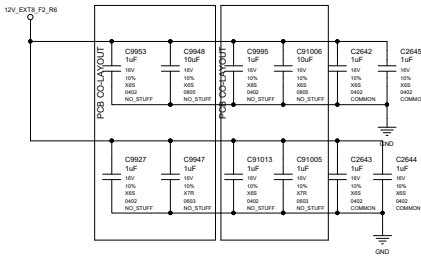 12V_EXT8_F2_R6
PCB CO-LAYOUT
C9953
1uF
16V
10%
X6S
0402
NO_STUFF
C9948
10uF
16V
10%
X6S
0805
NO_STUFF
PCB CO-LAYOUT
C9995
1uF
16V
10%
X6S
0402
NO_STUFF
C91006
10uF
16V
10%
X6S
0805
NO_STUFF
C2642
1uF
16V
10%
X6S
0402
COMMON
C2645
1uF
16V
10%
X6S
0402
COMMON
GND
C9927
1uF
16V
10%
X6S
0402
NO_STUFF
C9947
1uF
16V
10%
X7R
0603
NO_STUFF
C91013
1uF
16V
10%
X6S
0402
NO_STUFF
C91005
1uF
16V
10%
X7R
0603
NO_STUFF
C2643
1uF
16V
10%
X6S
0402
COMMON
C2644
1uF
16V
10%
X6S
0402
COMMON
GND